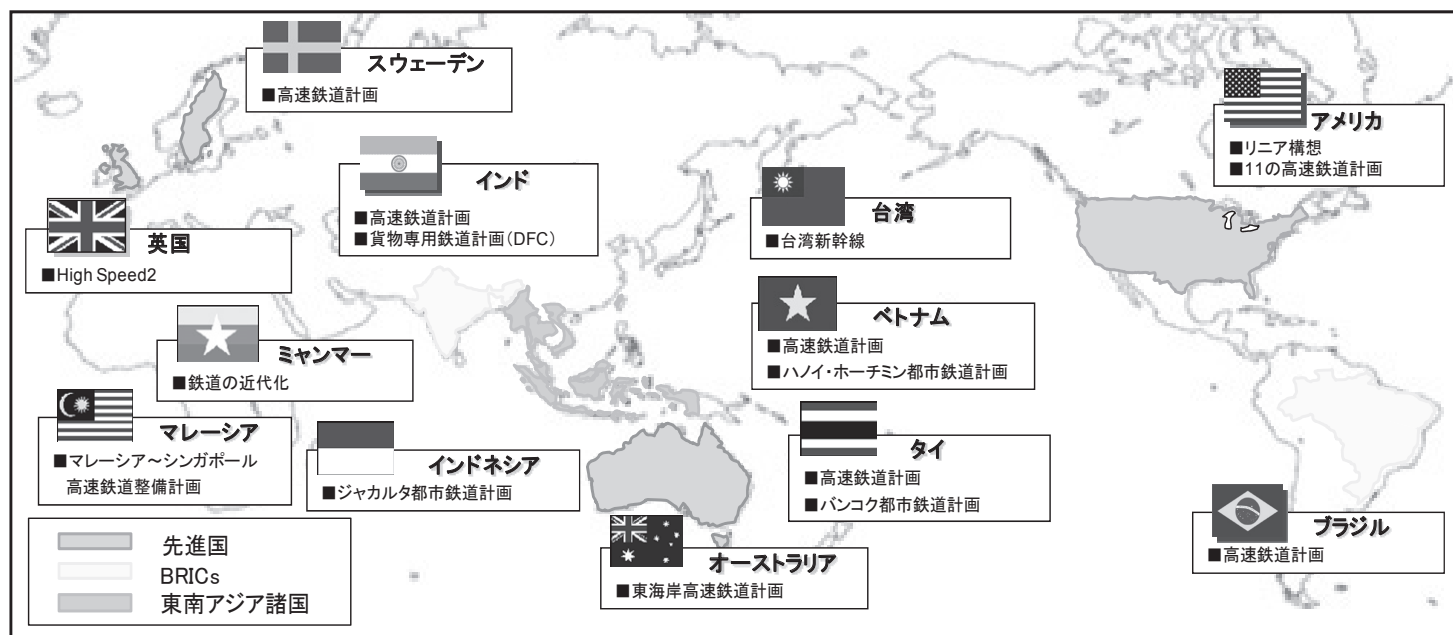 スウェーデン
■高速鉄道計画
アメリカ
■リニア構想
■11の高速鉄道計画
インド
■高速鉄道計画
■貨物専用鉄道計画(DFC)
台湾
■台湾新幹線
英国
■High Speed2
ベトナム
■高速鉄道計画
■ハノイ・ホーチミン都市鉄道計画
ミャンマー
■鉄道の近代化
マレーシア
■マレーシア～シンガポール
高速鉄道整備計画
インドネシア
■ジャカルタ都市鉄道計画
タイ
■高速鉄道計画
■バンコク都市鉄道計画
ブラジル
■高速鉄道計画
オーストラリア
■東海岸高速鉄道計画
先進国
BRICs
東南アジア諸国